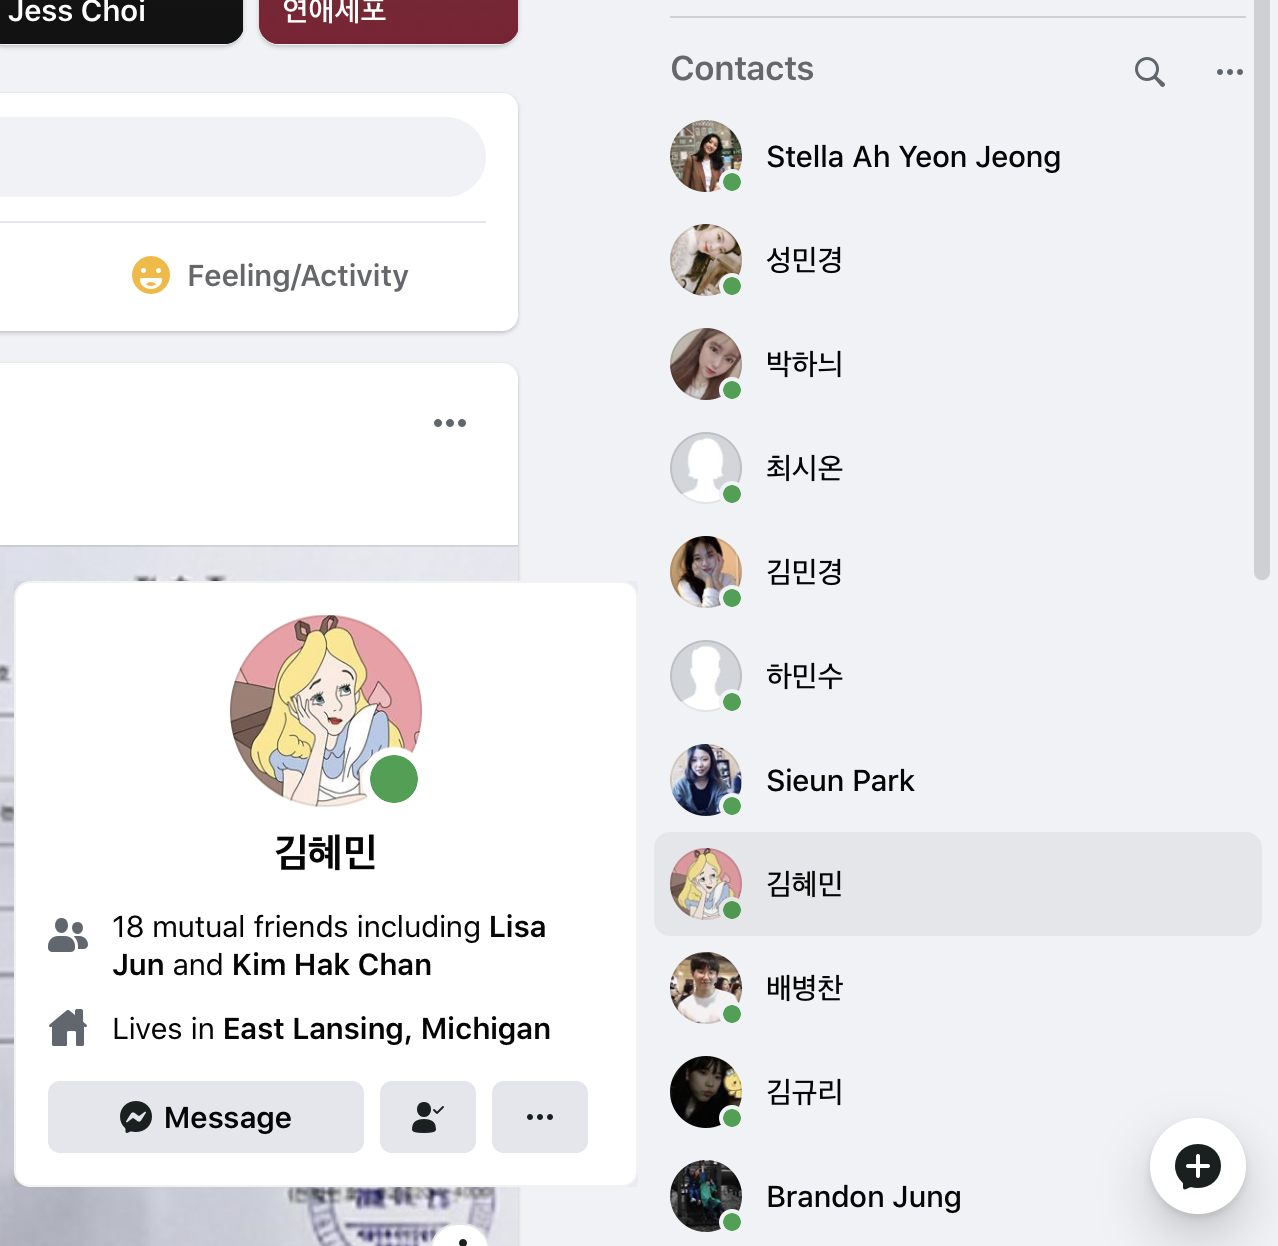 Jess Choi
연애세포
Feeling/Activity
김혜민
18 mutual friends including Lisa
Jun and Kim Hak Chan
Lives in East Lansing, Michigan
Message
Contacts
Stella Ah Yeon Jeong
성민경
박하늬
최시온
김민경
하민수
Sieun Park
김혜민
배병찬
김규리
Brandon Jung